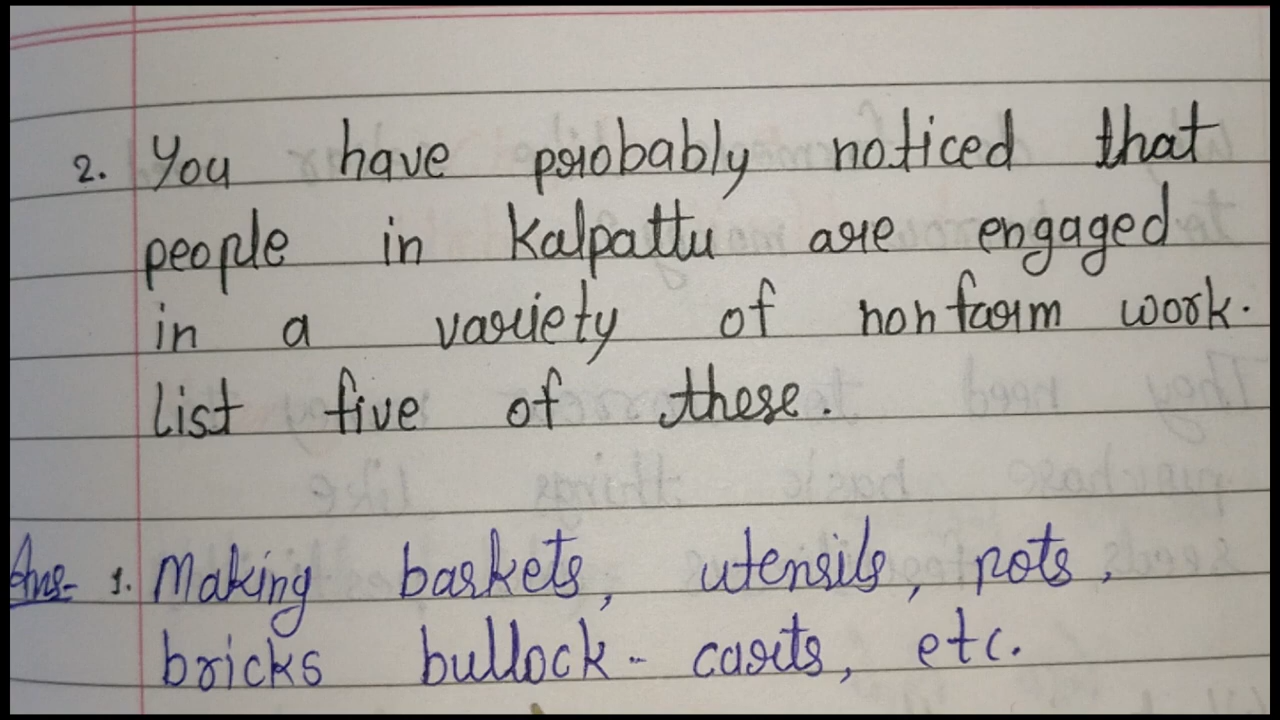 2. You have probably noticed that
people in Kalpattu are engaged
in a variety of nonfarm work.
List five of these.
Ans- 1. Making baskets, utensils, pots,
bricks bullock-carts, etc.